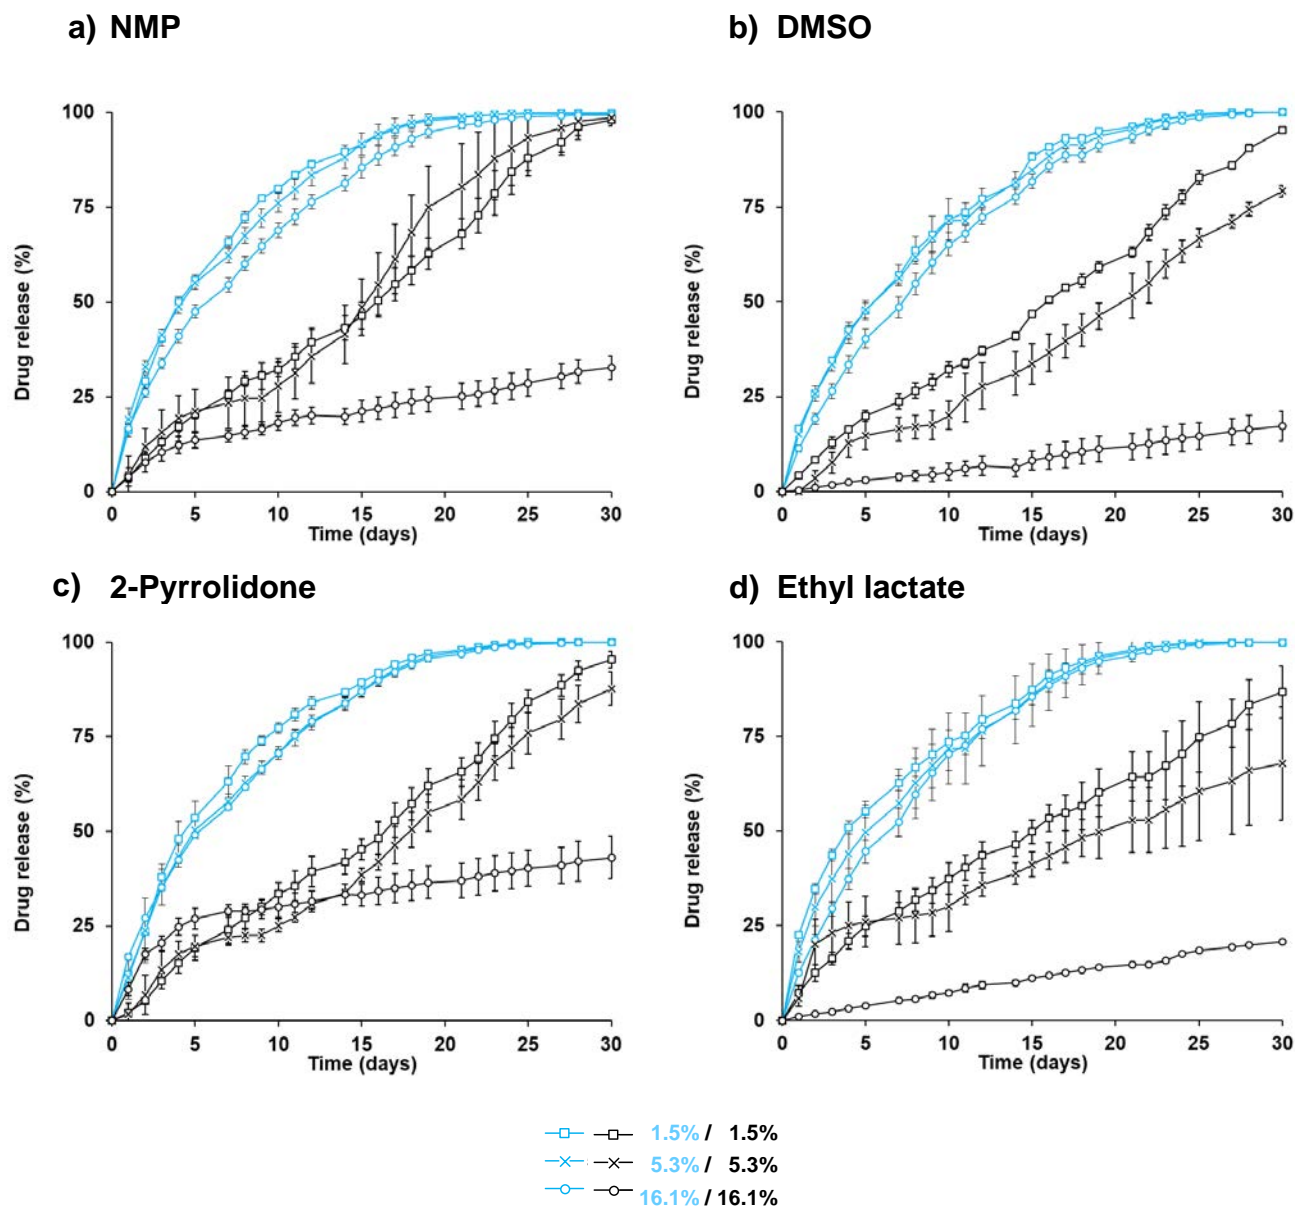 a) NMP
b) DMSO
100
75
50
25
0
Drug release (%)
0 5 10 15 20 25 30
Time (days)
100
75
50
25
0
Drug release (%)
0 5 10 15 20 25 30
Time (days)
c) 2-Pyrrolidone
d) Ethyl lactate
100
75
50
25
0
Drug release (%)
0 5 10 15 20 25 30
Time (days)
100
75
50
25
0
Drug release (%)
0 5 10 15 20 25 30
Time (days)
1.5% / 1.5%
5.3% / 5.3%
16.1% / 16.1%